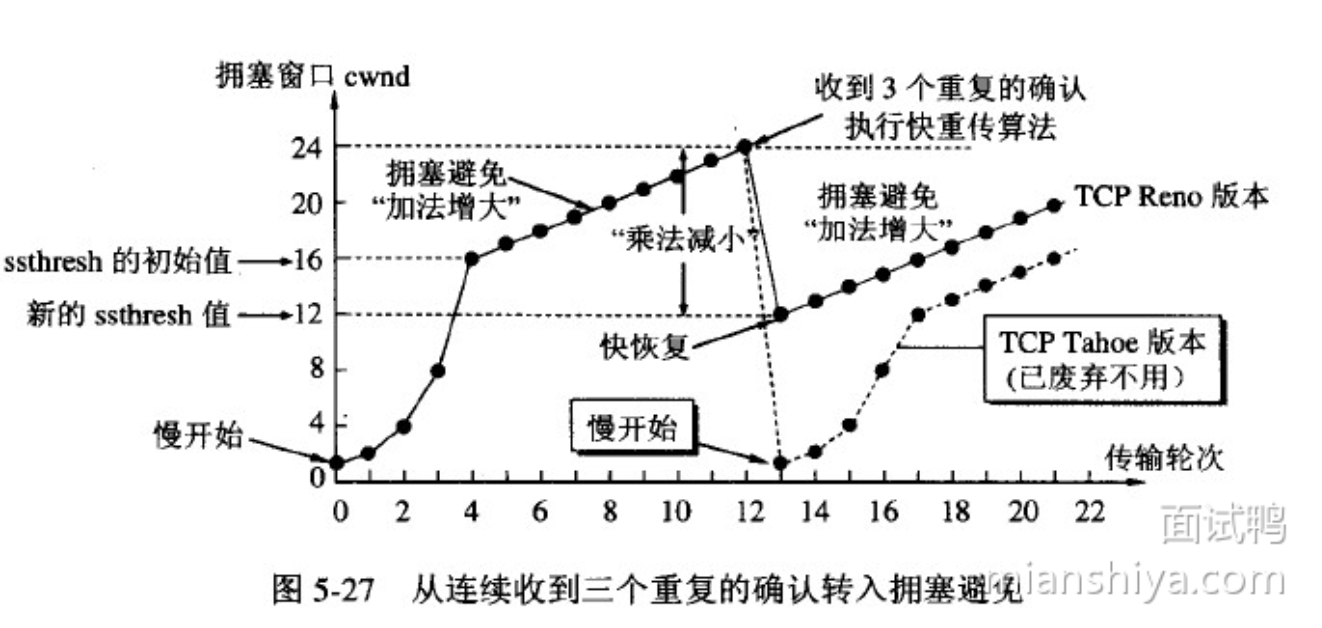 拥塞窗口 cwnd
收到 3 个重复的确认
执行快重传算法
24
拥塞避免
“加法增大”
20
拥塞避免
“加法增大”
TCP Reno 版本
“乘法减小”
ssthresh 的初始值
16
新的 ssthresh 值
12
快恢复
TCP Tahoe 版本
(已废弃不用）
8
4
慢开始
慢开始
0
传输轮次
0 2 4 6 8 10 12 14 16 18 20 22
面试鸭
mianshiya.com
图 5-27 从连续收到三个重复的确认转入拥塞避免